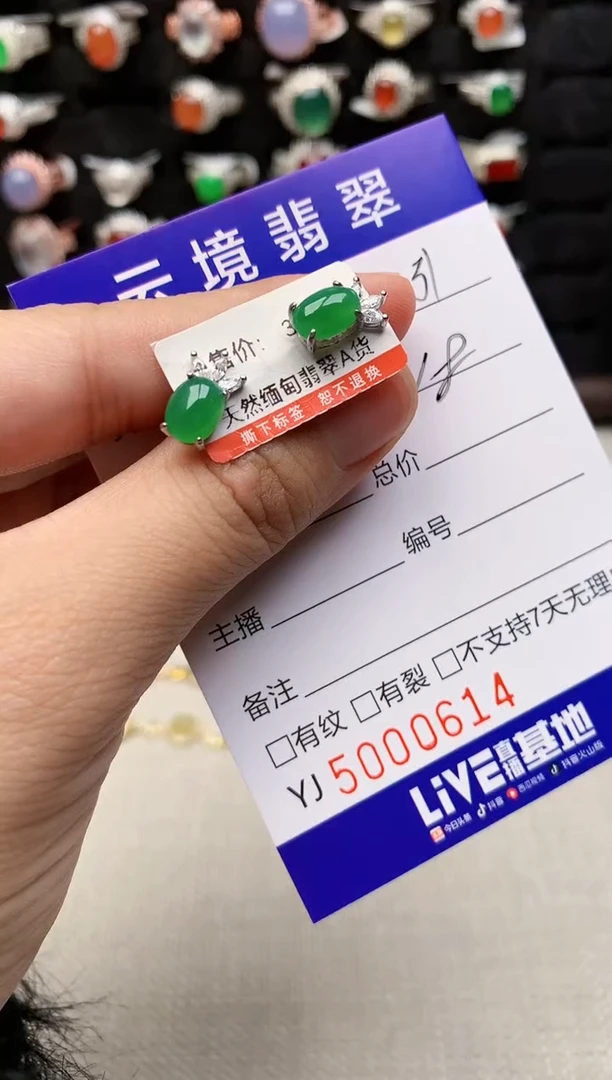 云境翡翠
31
18
售价: 3
天然缅甸翡翠A货
撕下标签 恕不退换
总价
编号
主播
备注
□有纹 □有裂 □不支持7天无理
YJ 5000614
LIVE直播基地
今日头条 抖音 西瓜视频 抖音火山版